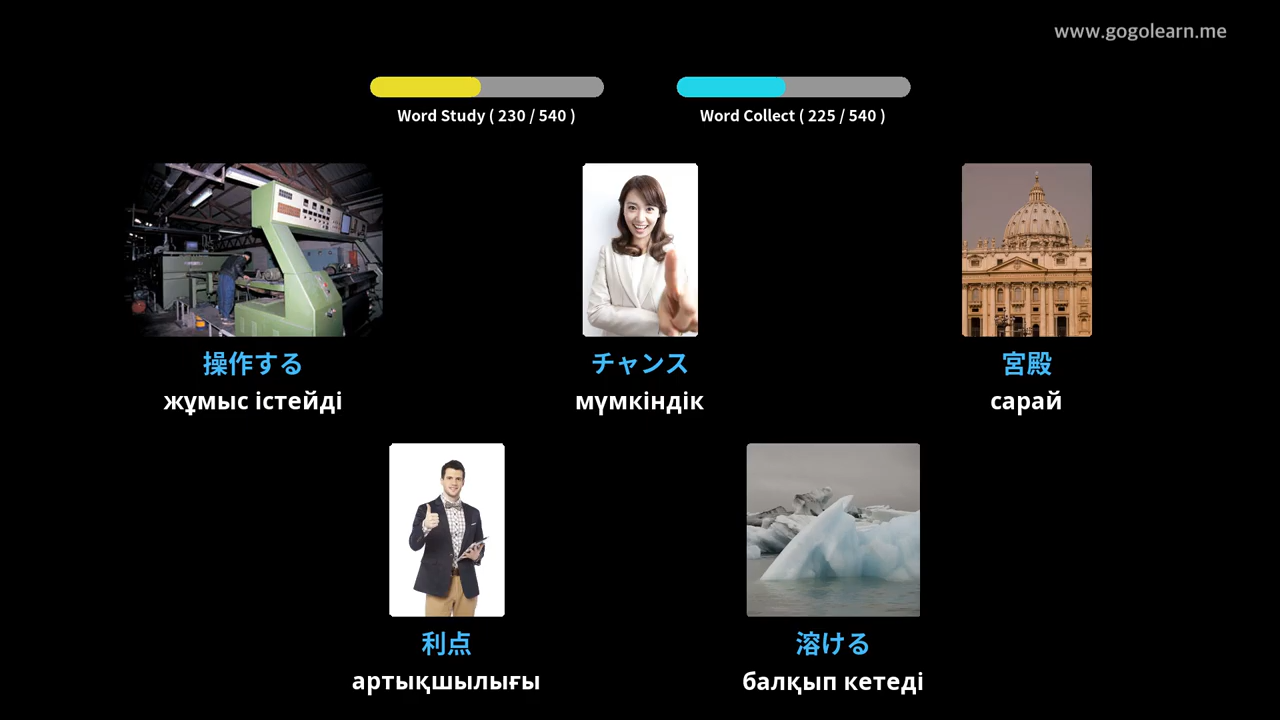 www.gogolearn.me
Word Study ( 230 / 540 )
Word Collect ( 225 / 540 )
操作する
жұмыс істейді
チャンス
мүмкіндік
宮殿
сарай
利点
артықшылығы
溶ける
балқып кетеді